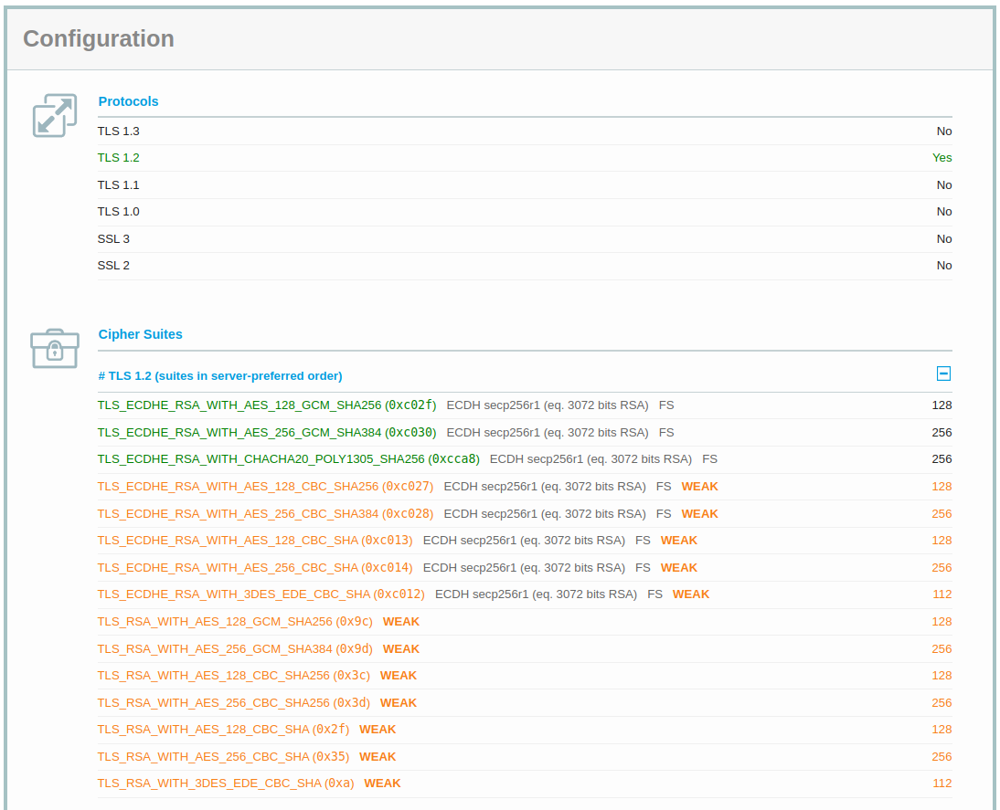 Configuration
Protocols
TLS 1.3 No
TLS 1.2 Yes
TLS 1.1 No
TLS 1.0 No
SSL 3 No
SSL 2 No
Cipher Suites
# TLS 1.2 (suites in server-preferred order)
TLS_ECDHE_RSA_WITH_AES_128_GCM_SHA256 (0xc02f) ECDH secp256r1 (eq. 3072 bits RSA) FS 128
TLS_ECDHE_RSA_WITH_AES_256_GCM_SHA384 (0xc030) ECDH secp256r1 (eq. 3072 bits RSA) FS 256
TLS_ECDHE_RSA_WITH_CHACHA20_POLY1305_SHA256 (0xcca8) ECDH secp256r1 (eq. 3072 bits RSA) FS 256
TLS_ECDHE_RSA_WITH_AES_128_CBC_SHA256 (0xc027) ECDH secp256r1 (eq. 3072 bits RSA) FS WEAK 128
TLS_ECDHE_RSA_WITH_AES_256_CBC_SHA384 (0xc028) ECDH secp256r1 (eq. 3072 bits RSA) FS WEAK 256
TLS_ECDHE_RSA_WITH_AES_128_CBC_SHA (0xc013) ECDH secp256r1 (eq. 3072 bits RSA) FS WEAK 128
TLS_ECDHE_RSA_WITH_AES_256_CBC_SHA (0xc014) ECDH secp256r1 (eq. 3072 bits RSA) FS WEAK 256
TLS_ECDHE_RSA_WITH_3DES_EDE_CBC_SHA (0xc012) ECDH secp256r1 (eq. 3072 bits RSA) FS WEAK 112
TLS_RSA_WITH_AES_128_GCM_SHA256 (0x9c) WEAK 128
TLS_RSA_WITH_AES_256_GCM_SHA384 (0x9d) WEAK 256
TLS_RSA_WITH_AES_128_CBC_SHA256 (0x3c) WEAK 128
TLS_RSA_WITH_AES_256_CBC_SHA256 (0x3d) WEAK 256
TLS_RSA_WITH_AES_128_CBC_SHA (0x2f) WEAK 128
TLS_RSA_WITH_AES_256_CBC_SHA (0x35) WEAK 256
TLS_RSA_WITH_3DES_EDE_CBC_SHA (0xa) WEAK 112